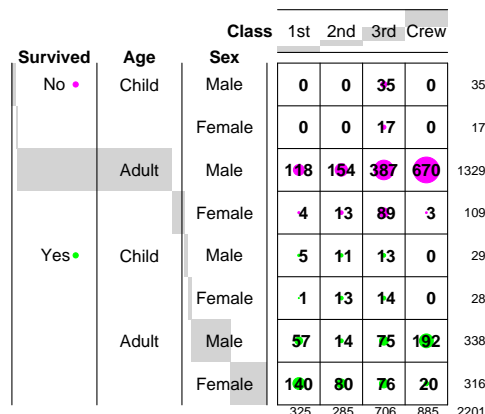 Class 1st 2nd 3rd Crew
Survived Age Sex
No Child Male 0 0 35 0 35
Female 0 0 17 0 17
Adult Male 118 154 387 670 1329
Female 4 13 89 3 109
Yes Child Male 5 11 13 0 29
Female 1 13 14 0 28
Adult Male 57 14 75 192 338
Female 140 80 76 20 316
325 285 706 885 2201